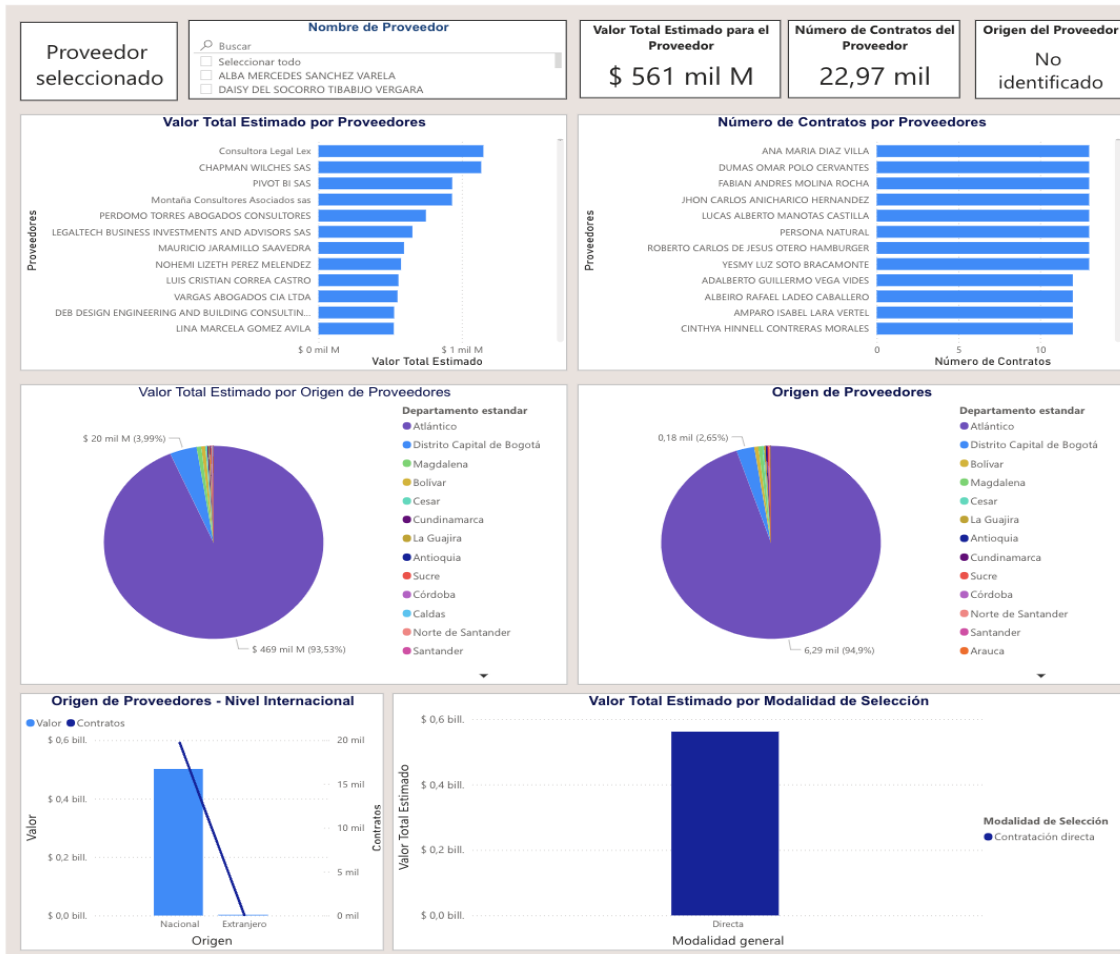 Proveedor
seleccionado
Nombre de Proveedor
Buscar
Seleccionar todo
ALBA MERCEDES SANCHEZ VARELA
DAISY DEL SOCORRO TIBABIJO VERGARA
Valor Total Estimado para el
Proveedor
$ 561 mil M
Número de Contratos del
Proveedor
22,97 mil
Origen del Proveedor
No
identificado
Valor Total Estimado por Proveedores
Proveedores
Consultora Legal Lex
CHAPMAN WILCHES SAS
PIVOT BI SAS
Montaña Consultores Asociados sas
PERDOMO TORRES ABOGADOS CONSULTORES
LEGALTECH BUSINESS INVESTMENTS AND ADVISORS SAS
MAURICIO JARAMILLO SAAVEDRA
NOHEMI LIZETH PEREZ MELENDEZ
LUIS CRISTIAN CORREA CASTRO
VARGAS ABOGADOS CIA LTDA
DEB DESIGN ENGINEERING AND BUILDING CONSULTIN...
LINA MARCELA GOMEZ AVILA
$ 0 mil M $ 1 mil M
Valor Total Estimado
Número de Contratos por Proveedores
Proveedores
ANA MARIA DIAZ VILLA
DUMAS OMAR POLO CERVANTES
FABIAN ANDRES MOLINA ROCHA
JHON CARLOS ANICHARICO HERNANDEZ
LUCAS ALBERTO MANOTAS CASTILLA
PERSONA NATURAL
ROBERTO CARLOS DE JESUS OTERO HAMBURGER
YESMY LUZ SOTO BRACAMONTE
ADALBERTO GUILLERMO VEGA VIDES
ALBEIRO RAFAEL LADEO CABALLERO
AMPARO ISABEL LARA VERTEL
CINTHYA HINNELL CONTRERAS MORALES
0 5 10
Número de Contratos
Valor Total Estimado por Origen de Proveedores
$ 20 mil M (3,99%)
$ 469 mil M (93,53%)
Departamento estandar
Atlántico
Distrito Capital de Bogotá
Magdalena
Bolívar
Cesar
Cundinamarca
La Guajira
Antioquia
Sucre
Córdoba
Caldas
Norte de Santander
Santander
Origen de Proveedores
0,18 mil (2,65%)
6,29 mil (94,9%)
Departamento estandar
Atlántico
Distrito Capital de Bogotá
Bolívar
Magdalena
Cesar
La Guajira
Antioquia
Cundinamarca
Sucre
Córdoba
Norte de Santander
Santander
Arauca
Origen de Proveedores - Nivel Internacional
Valor Contratos
Valor
$ 0,6 bill.
$ 0,4 bill.
$ 0,2 bill.
$ 0,0 bill.
20 mil
15 mil
10 mil
5 mil
0 mil
Contratos
Nacional Extranjero
Origen
Valor Total Estimado por Modalidad de Selección
Valor Total Estimado
$ 0,6 bill.
$ 0,4 bill.
$ 0,2 bill.
$ 0,0 bill.
Directa
Modalidad general
Modalidad de Selección
Contratación directa